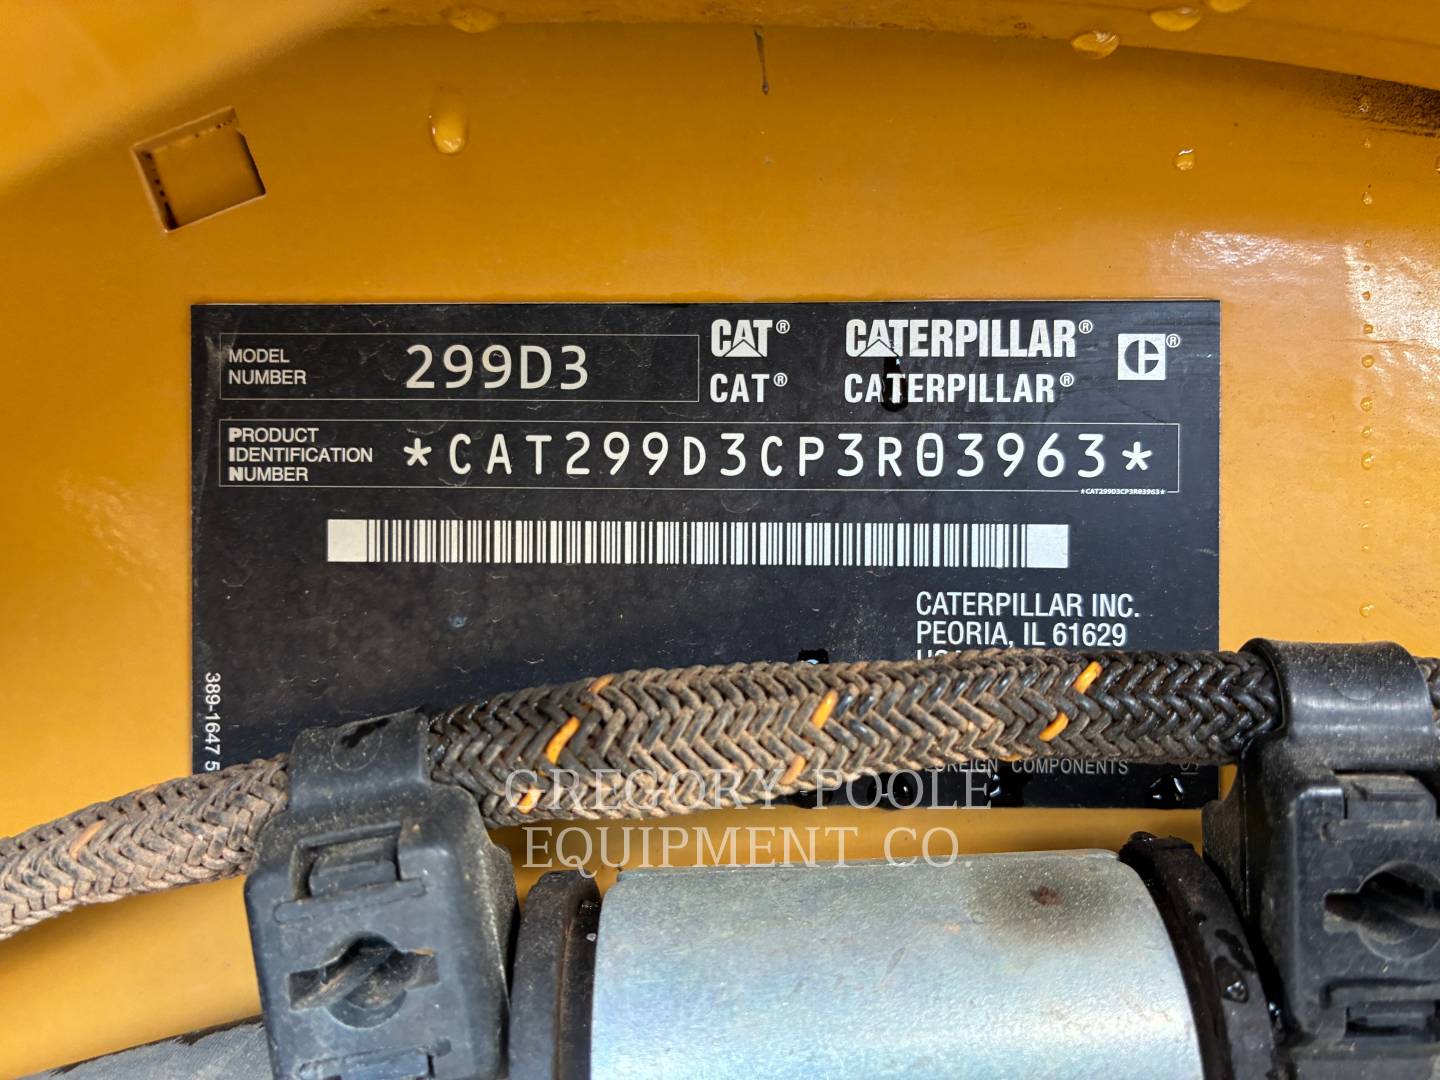 MODEL NUMBER 299D3
CAT® CATERPILLAR®
CAT® CATERPILLAR®
PRODUCT IDENTIFICATION NUMBER *CAT299D3CP3R03963*
*CAT299D3CP3R03963*
CATERPILLAR INC.
PEORIA, IL 61629
389-1647 5
FOREIGN COMPONENTS
GREGORY POOLE
EQUIPMENT CO.